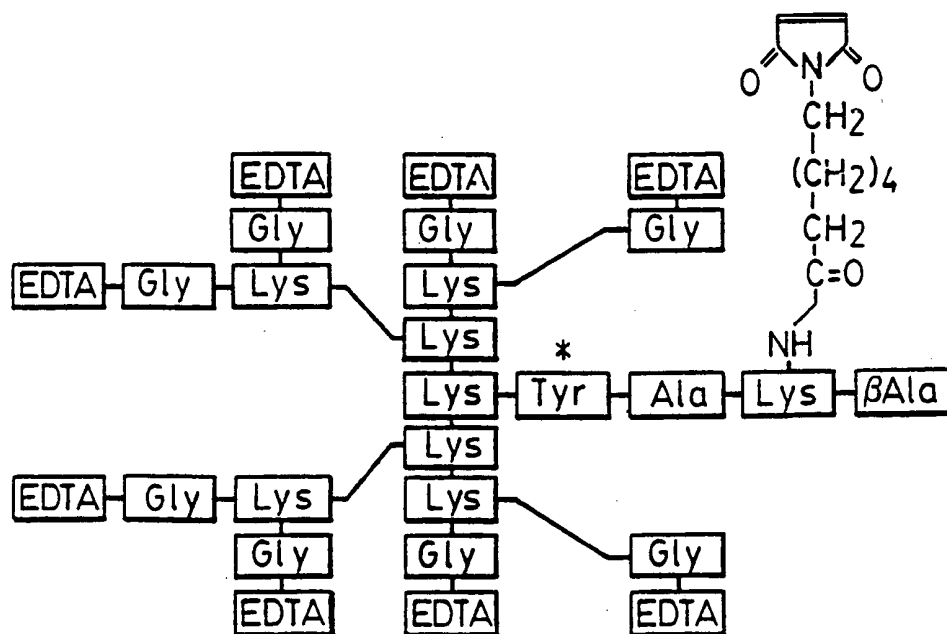 O O
N
CH2
EDTA EDTA EDTA (CH2)4
Gly Gly Gly CH2
EDTA Gly Lys Lys C=O
Lys * NH
Lys Tyr Ala Lys βAla
Lys
EDTA Gly Lys Lys
Gly Gly Gly
EDTA EDTA EDTA